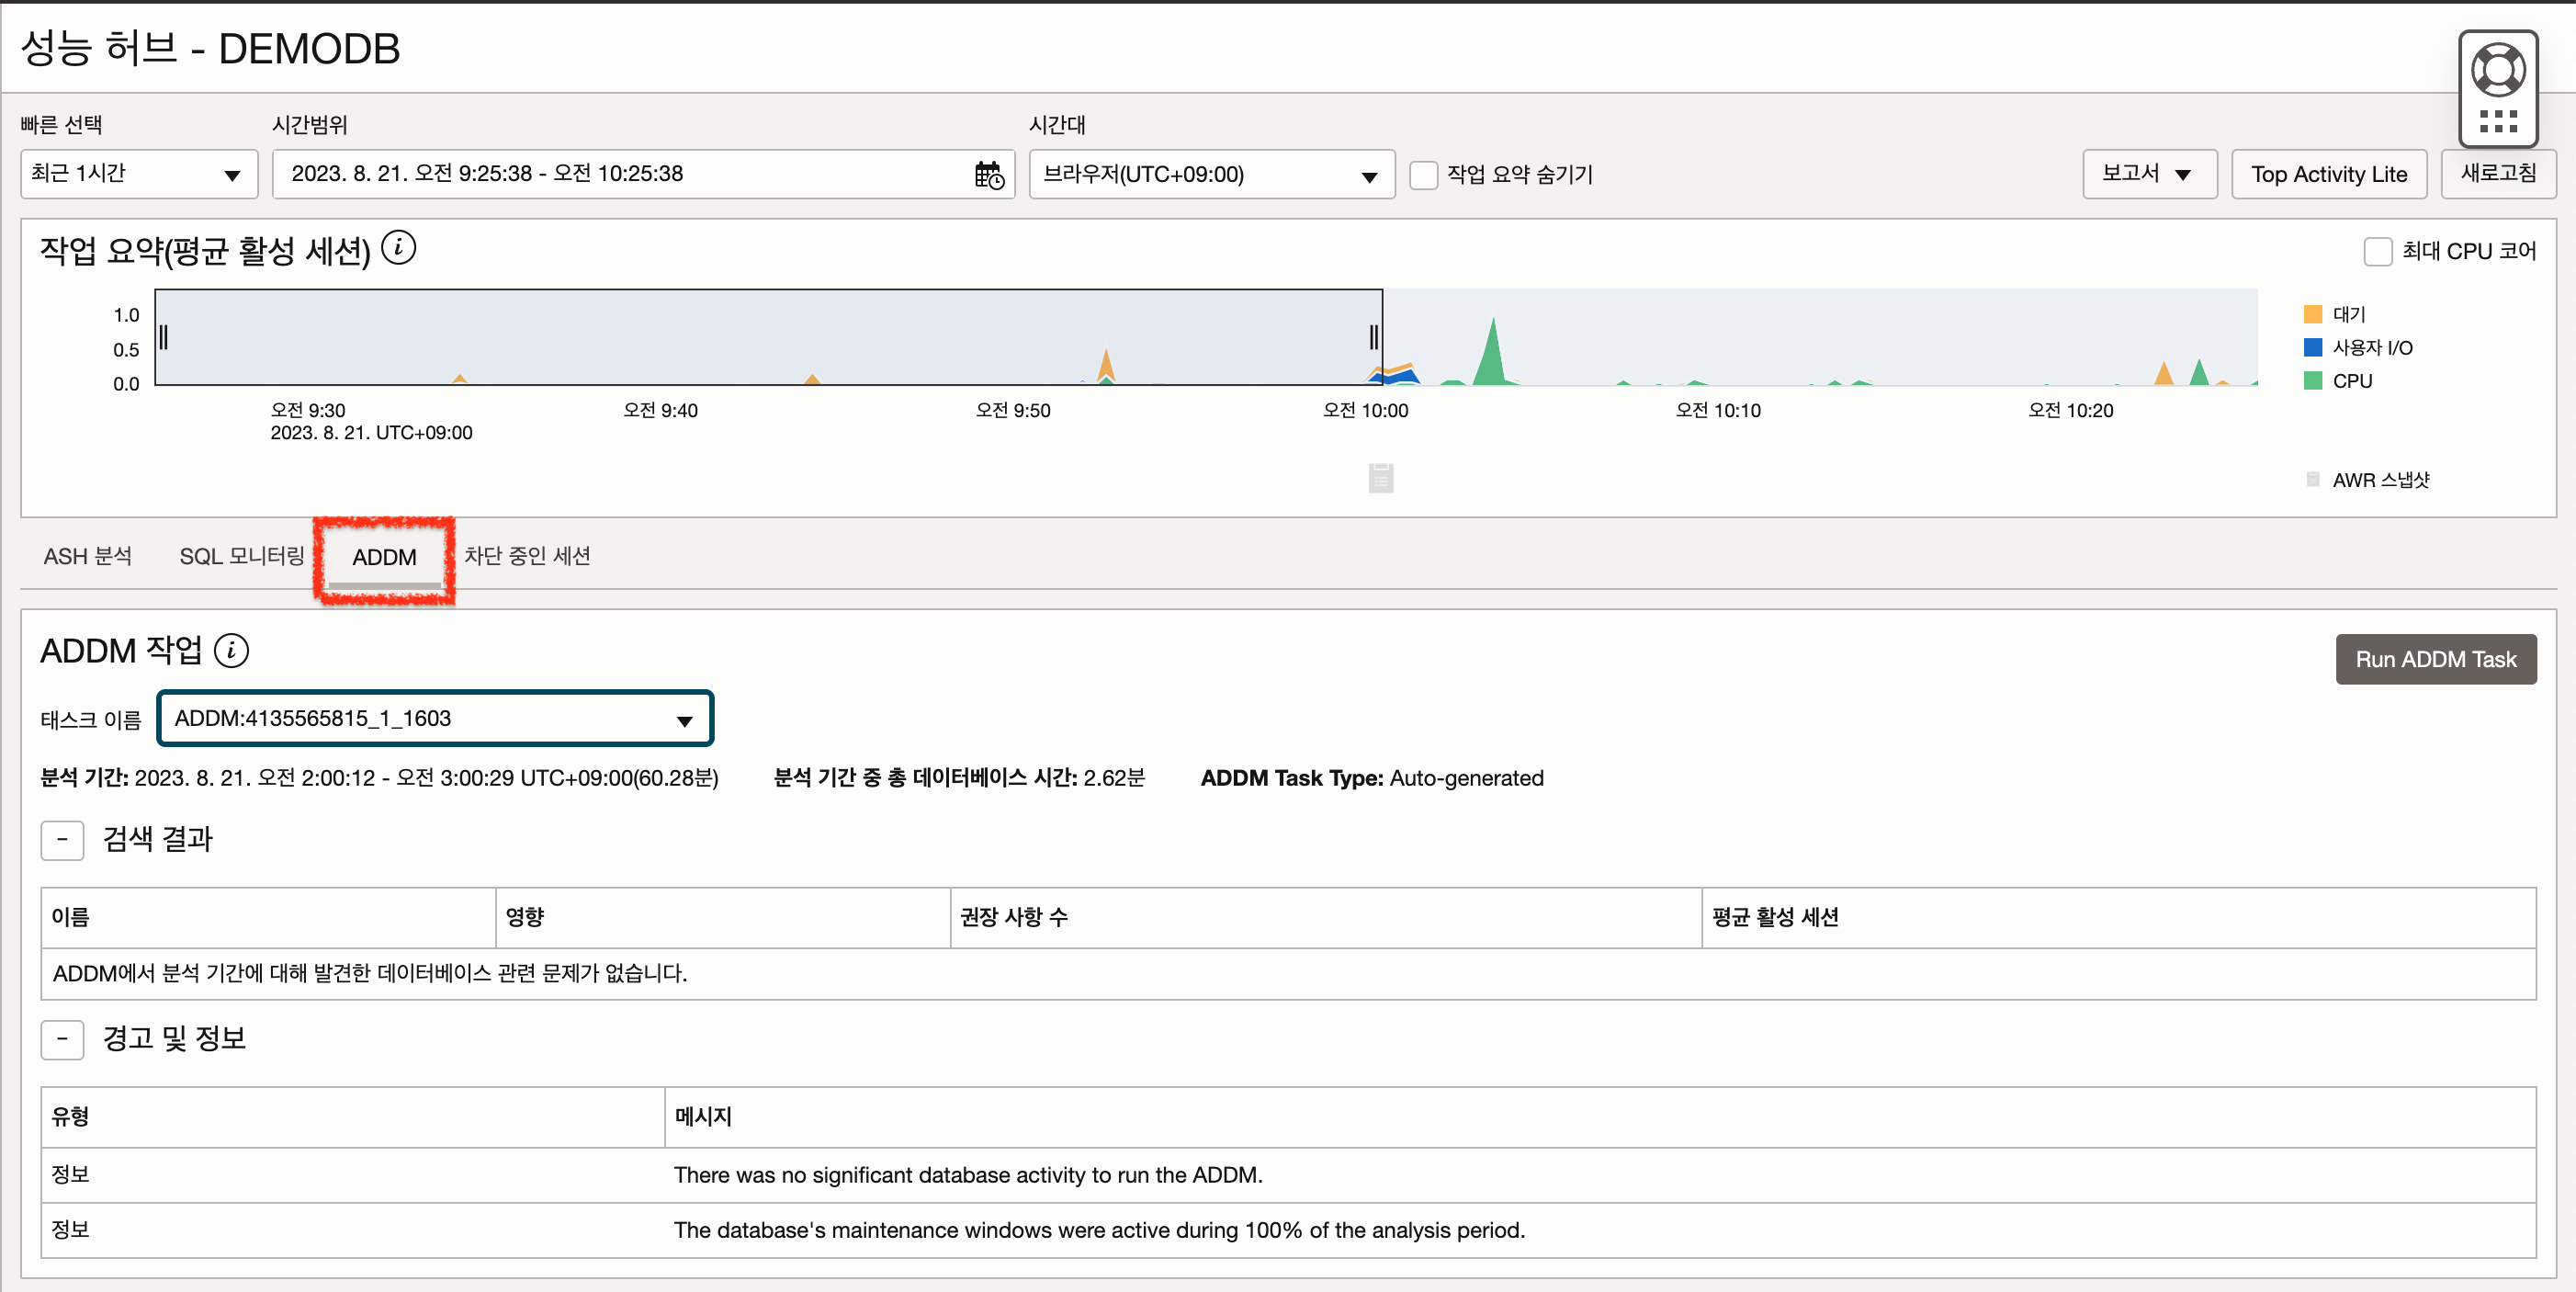 성능 허브 - DEMODB
빠른 선택
시간범위
시간대
최근 1시간
2023. 8. 21. 오전 9:25:38 - 오전 10:25:38
브라우저(UTC+09:00)
작업 요약 숨기기
보고서
Top Activity Lite
새로고침
작업 요약(평균 활성 세션)
최대 CPU 코어
1.0
0.5
0.0
대기
사용자 I/O
CPU
오전 9:30
오전 9:40
오전 9:50
오전 10:00
오전 10:10
오전 10:20
2023. 8. 21. UTC+09:00
AWR 스냅샷
ASH 분석
SQL 모니터링
ADDM
차단 중인 세션
ADDM 작업
Run ADDM Task
태스크 이름
ADDM:4135565815_1_1603
분석 기간: 2023. 8. 21. 오전 2:00:12 - 오전 3:00:29 UTC+09:00(60.28분)
분석 기간 중 총 데이터베이스 시간: 2.62분
ADDM Task Type: Auto-generated
검색 결과
이름
영향
권장 사항 수
평균 활성 세션
ADDM에서 분석 기간에 대해 발견한 데이터베이스 관련 문제가 없습니다.
경고 및 정보
유형
메시지
정보
There was no significant database activity to run the ADDM.
정보
The database's maintenance windows were active during 100% of the analysis period.